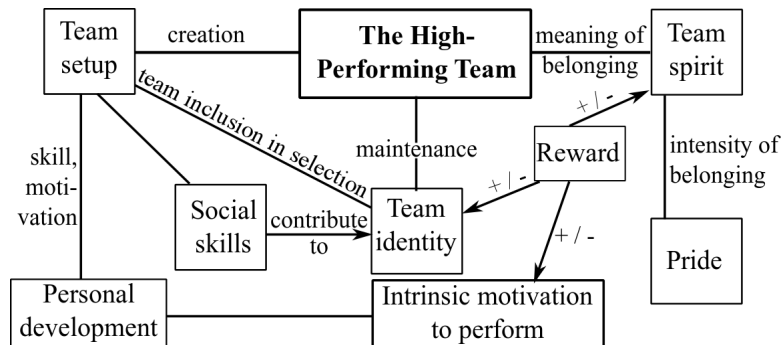 Team
setup
creation
The High-
Performing Team
meaning of
belonging
Team
spirit
team inclusion in selection
+ / -
skill,
moti-
vation
maintenance
Reward
intensity of
belonging
+ / -
Social
skills
contribute
to
Team
identity
+ / -
Pride
Personal
development
Intrinsic motivation
to perform